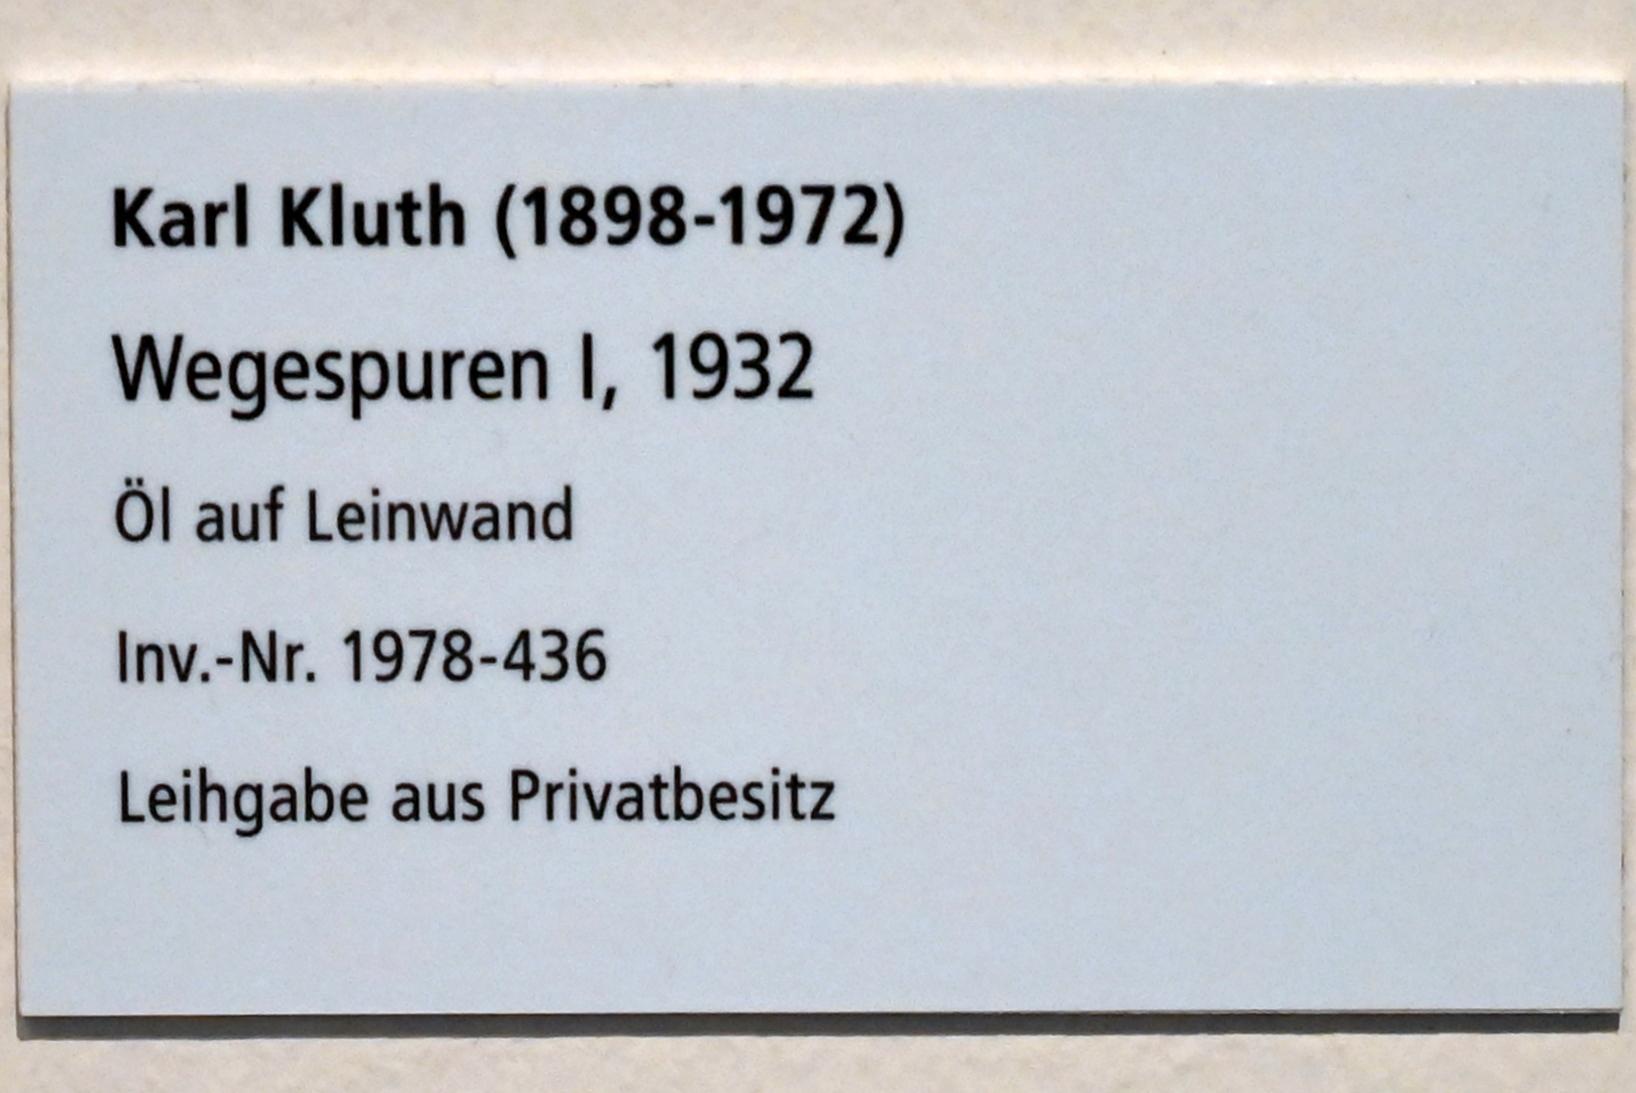 Karl Kluth (1898-1972)
Wegespuren I, 1932
Öl auf Leinwand
Inv.-Nr. 1978-436
Leihgabe aus Privatbesitz